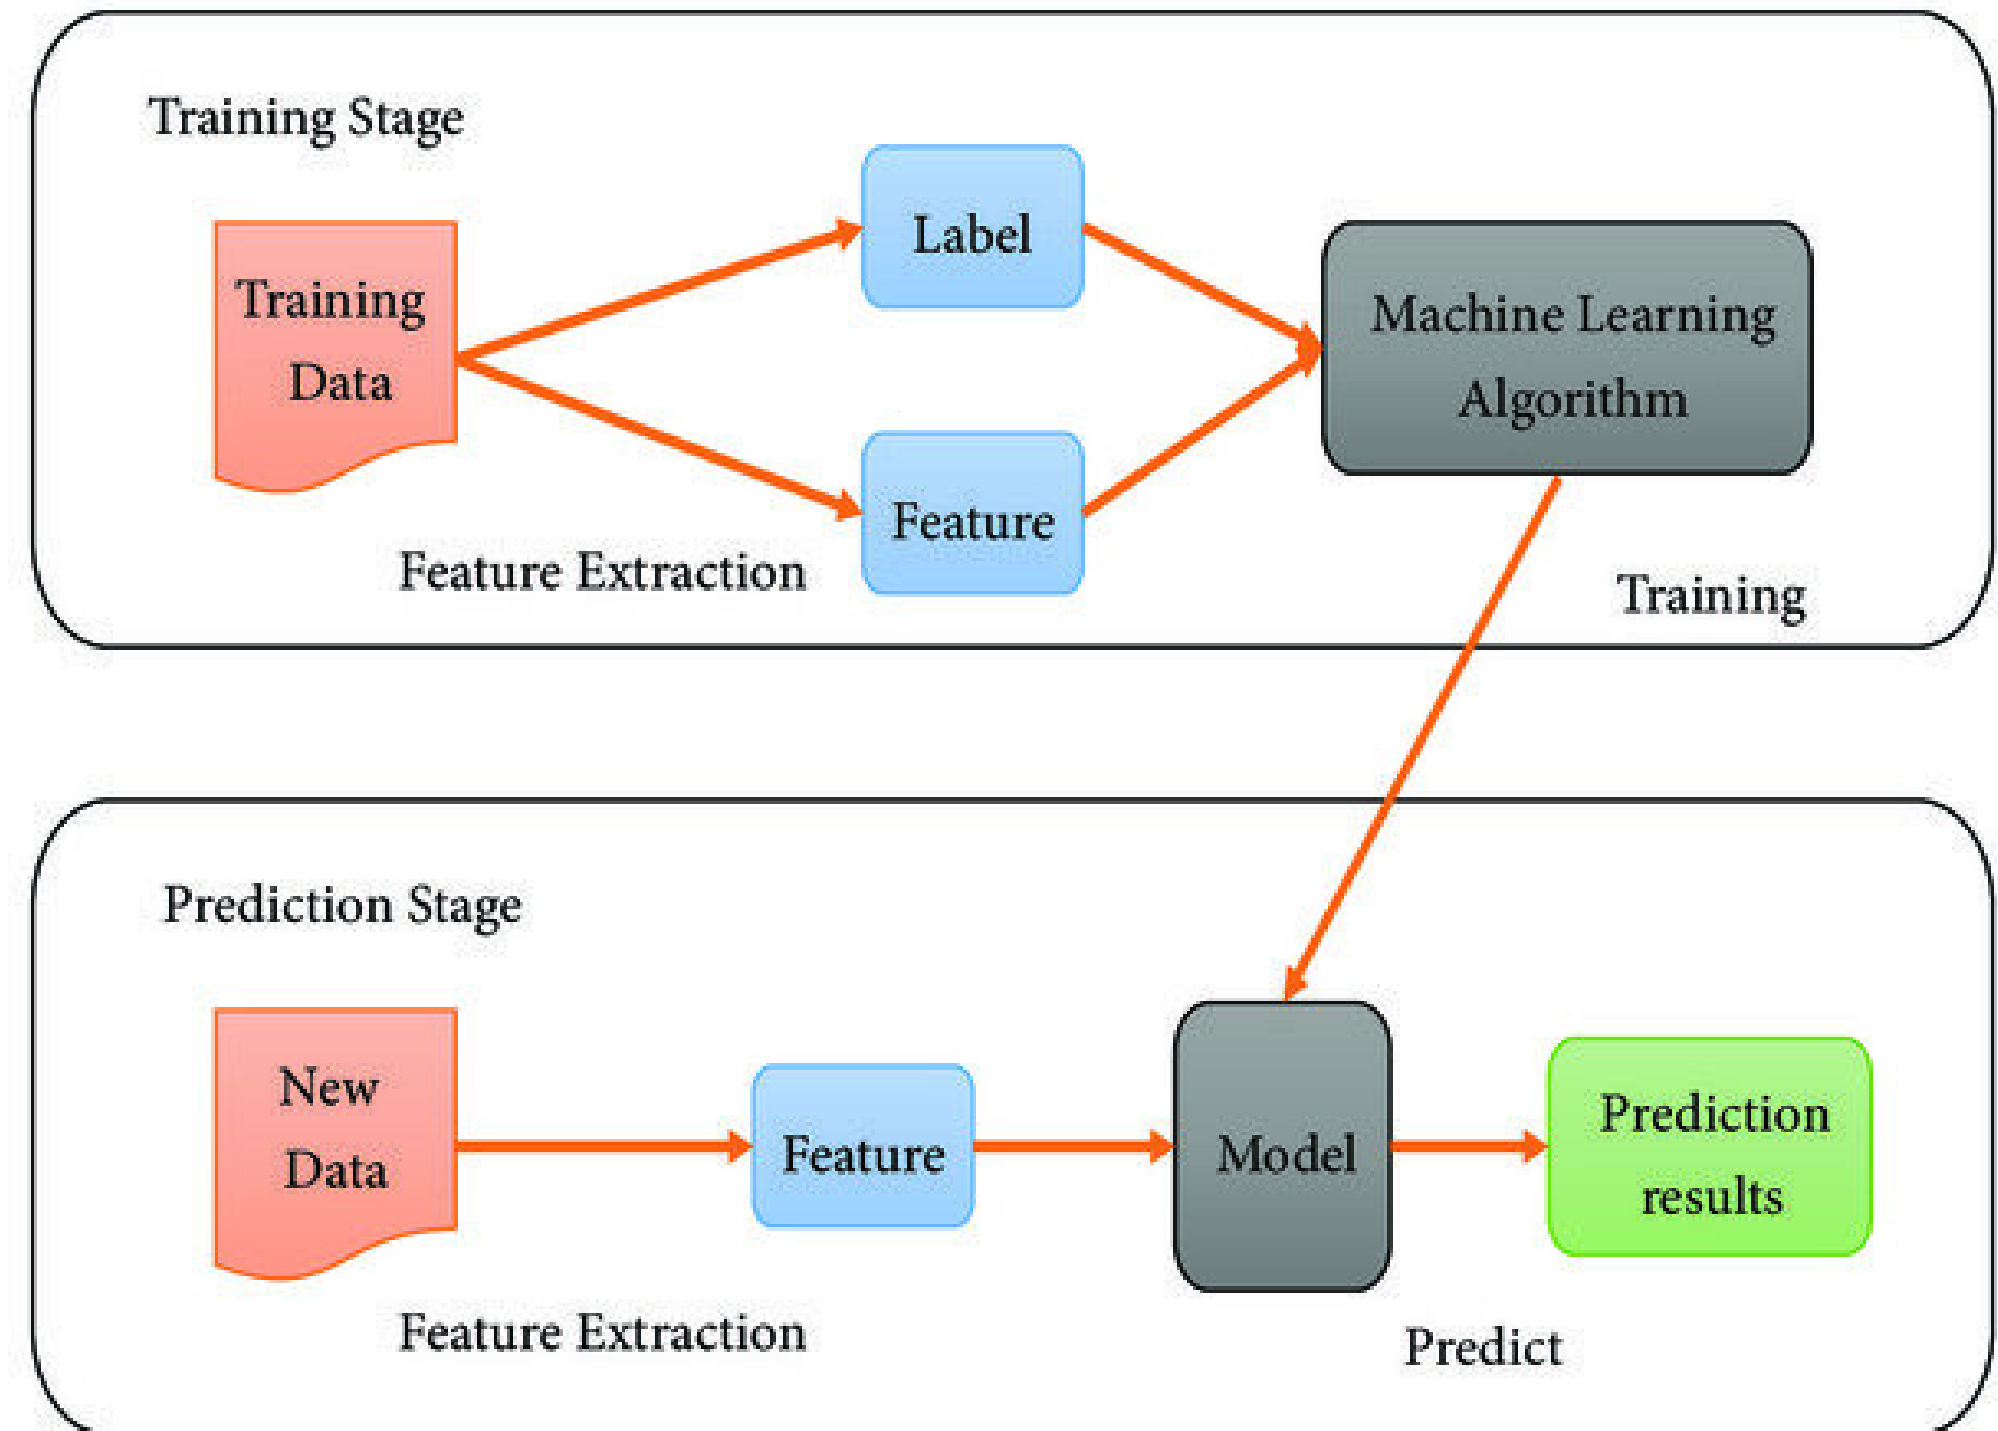 Training Stage
Label
Training
Data
Machine Learning
Algorithm
Feature
Feature Extraction
Training
Prediction Stage
New
Data
Feature
Model
Prediction
results
Feature Extraction
Predict